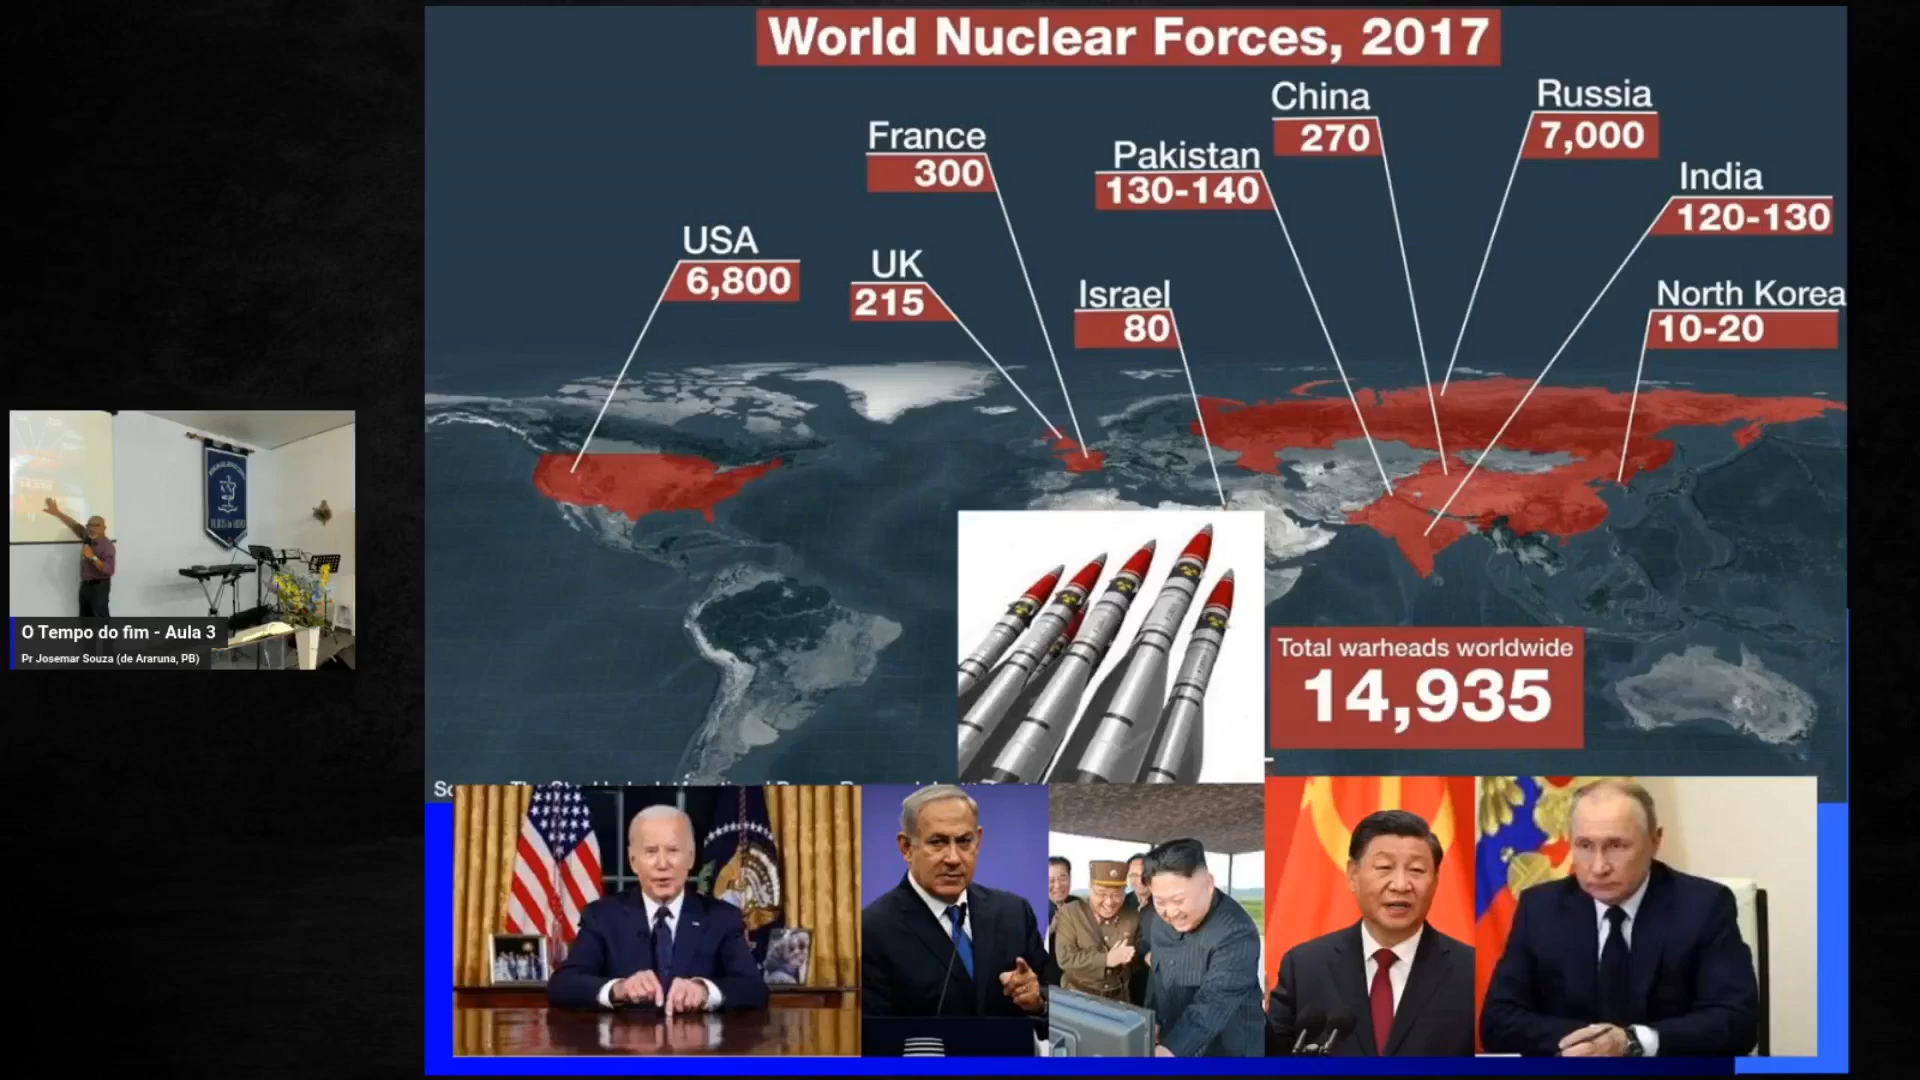 World Nuclear Forces, 2017
China
270
Russia
7,000
France
300
Pakistan
130-140
India
120-130
USA
6,800
UK
215
Israel
80
North Korea
10-20
Total warheads worldwide
14,935
O Tempo do fim - Aula 3
Pr Josemar Souza (de Araruna, PB)